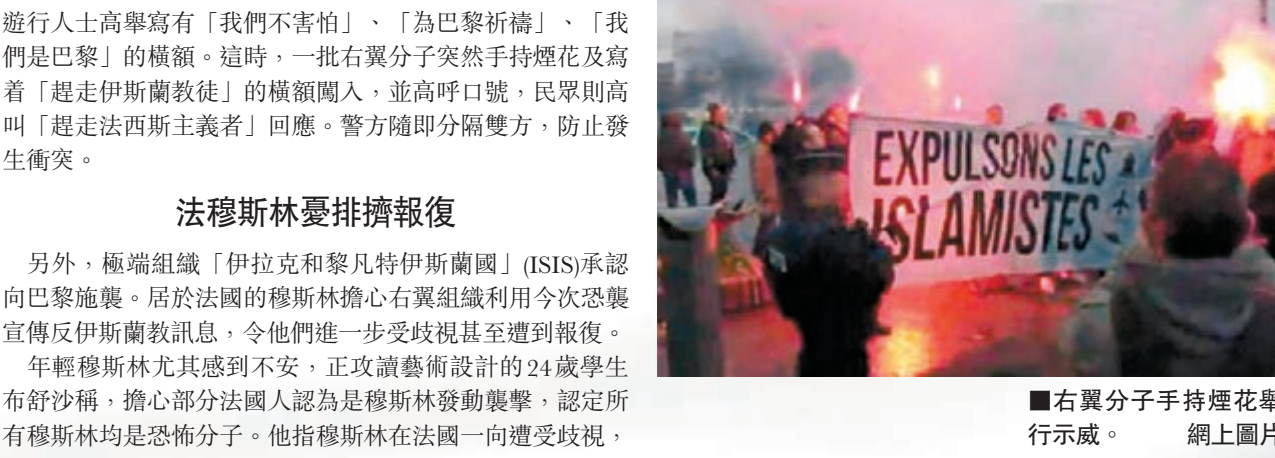 遊行人士高舉寫有「我們不害怕」、「為巴黎祈禱」、「我
們是巴黎」的橫額。這時，一批右翼分子突然手持煙花及寫
着「趕走伊斯蘭教徒」的橫額闖入，並高呼口號，民眾則高
叫「趕走法西斯主義者」回應。警方隨即分隔雙方，防止發
生衝突。
法穆斯林憂排擠報復
另外，極端組織「伊拉克和黎凡特伊斯蘭國」(ISIS)承認
向巴黎施襲。居於法國的穆斯林擔心右翼組織利用今次恐襲
宣傳反伊斯蘭教訊息，令他們進一步受歧視甚至遭到報復。
年輕穆斯林尤其感到不安，正攻讀藝術設計的24歲學生
布舒沙稱，擔心部分法國人認為是穆斯林發動襲擊，認定所
有穆斯林均是恐怖分子。他指穆斯林在法國一向遭受歧視，
EXPULSONS LES
ISLAMISTES
■右翼分子手持煙花舉
行示威。 網上圖片